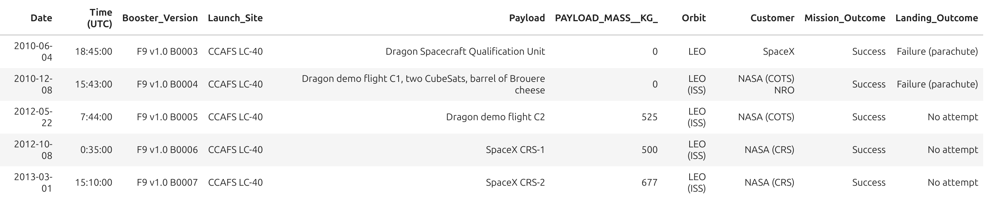 Date Time (UTC) Booster_Version Launch_Site Payload PAYLOAD_MASS__KG_ Orbit Customer Mission_Outcome Landing_Outcome
2010-06-04 18:45:00 F9 v1.0 B0003 CCAFS LC-40 Dragon Spacecraft Qualification Unit 0 LEO SpaceX Success Failure (parachute)
2010-12-08 15:43:00 F9 v1.0 B0004 CCAFS LC-40 Dragon demo flight C1, two CubeSats, barrel of Brouere cheese 0 LEO (ISS) NASA (COTS) NRO Success Failure (parachute)
2012-05-22 7:44:00 F9 v1.0 B0005 CCAFS LC-40 Dragon demo flight C2 525 LEO (ISS) NASA (COTS) Success No attempt
2012-10-08 0:35:00 F9 v1.0 B0006 CCAFS LC-40 SpaceX CRS-1 500 LEO (ISS) NASA (CRS) Success No attempt
2013-03-01 15:10:00 F9 v1.0 B0007 CCAFS LC-40 SpaceX CRS-2 677 LEO (ISS) NASA (CRS) Success No attempt